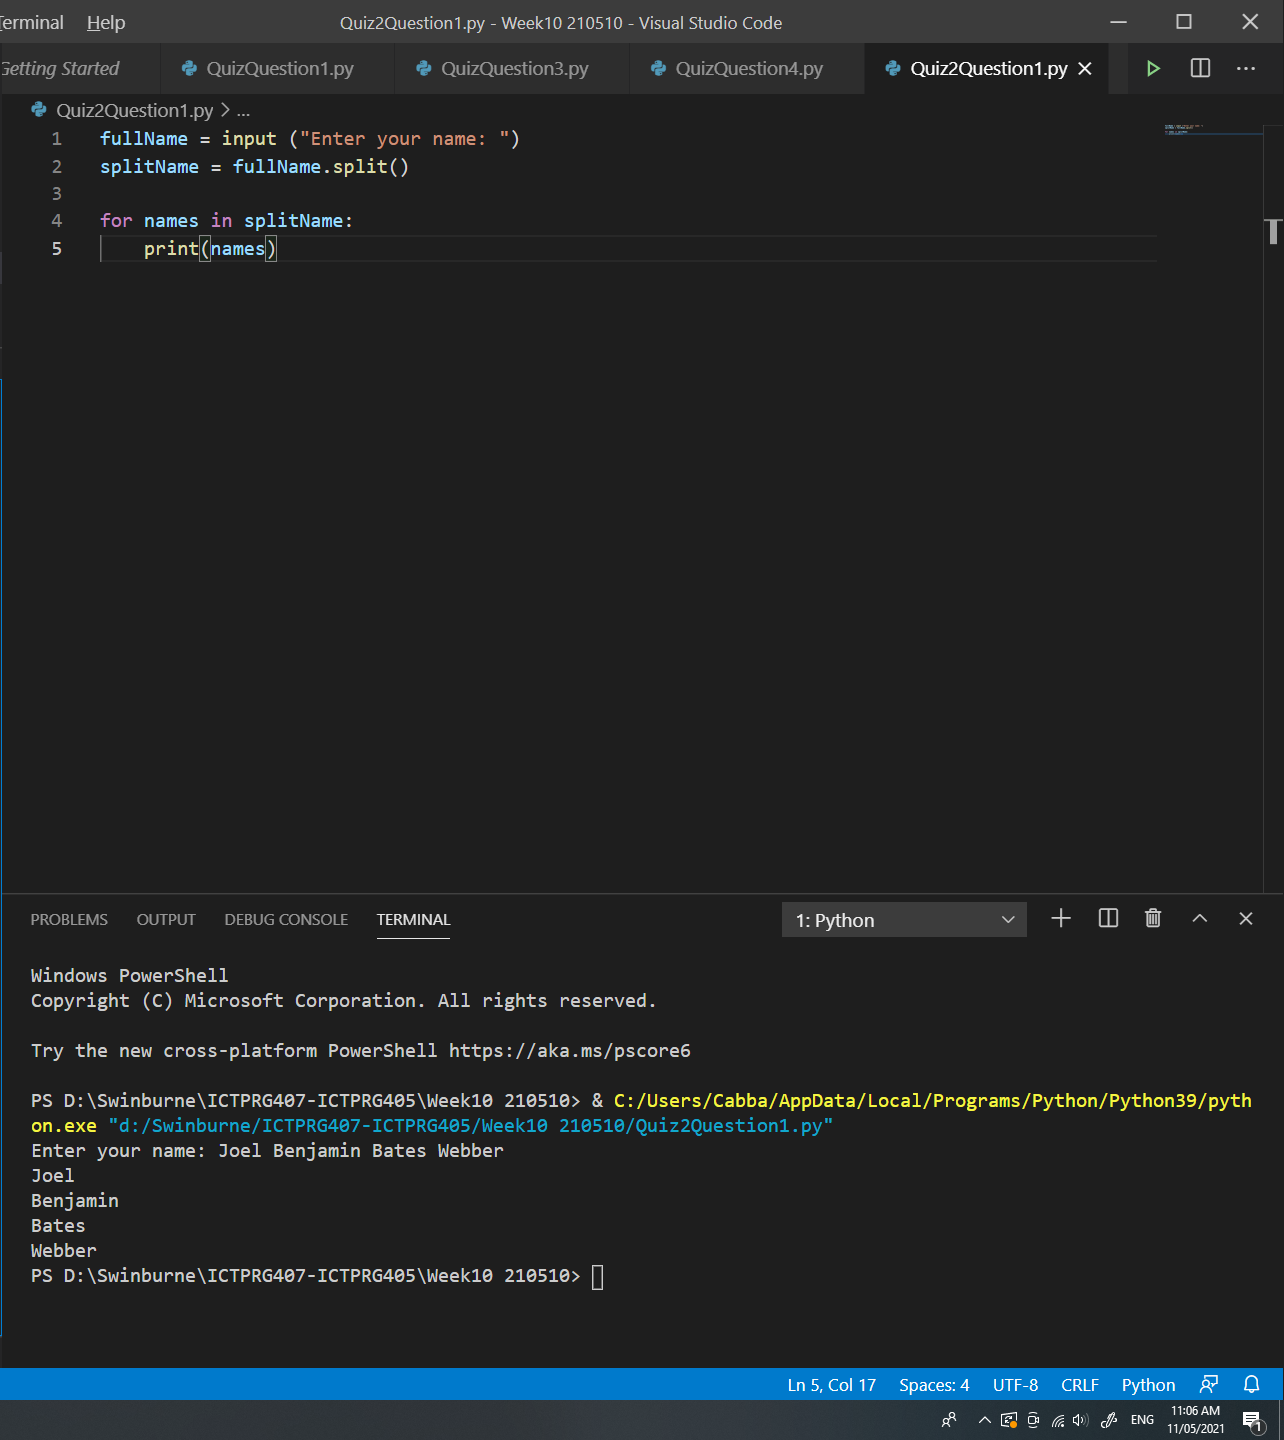 Terminal Help Quiz2Question1.py - Week10 210510 - Visual Studio Code
Getting Started QuizQuestion1.py QuizQuestion3.py QuizQuestion4.py Quiz2Question1.py
Quiz2Question1.py > ...
1 fullName = input ("Enter your name: ")
2 splitName = fullName.split()
3
4 for names in splitName:
5 print(names)
PROBLEMS OUTPUT DEBUG CONSOLE TERMINAL 1: Python
Windows PowerShell
Copyright (C) Microsoft Corporation. All rights reserved.
Try the new cross-platform PowerShell https://aka.ms/pscore6
PS D:\Swinburne\ICTPRG407-ICTPRG405\Week10 210510> & C:/Users/Cabba/AppData/Local/Programs/Python/Python39/pyth
on.exe "d:/Swinburne/ICTPRG407-ICTPRG405/Week10 210510/Quiz2Question1.py"
Enter your name: Joel Benjamin Bates Webber
Joel
Benjamin
Bates
Webber
PS D:\Swinburne\ICTPRG407-ICTPRG405\Week10 210510>
Ln 5, Col 17 Spaces: 4 UTF-8 CRLF Python
ENG 11:06 AM
11/05/2021 1